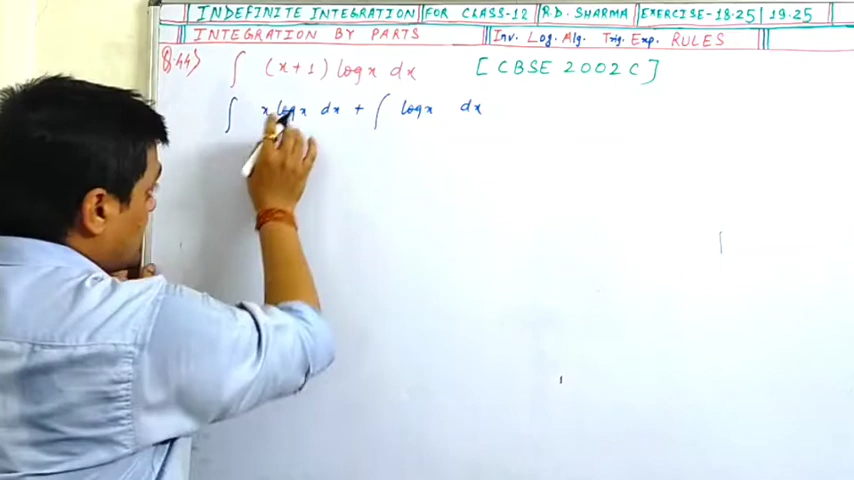 INDEFINITE INTEGRATION || FOR CLASS-12 || R.D. SHARMA || EXERCISE-18.25 | 19.25
INTEGRATION BY PARTS || Inv. Log. Alg. Trig. Exp. RULES ||
Q.44) ∫ (x+1) log x dx [CBSE 2002 C]
∫ x log x dx + ∫ log x dx